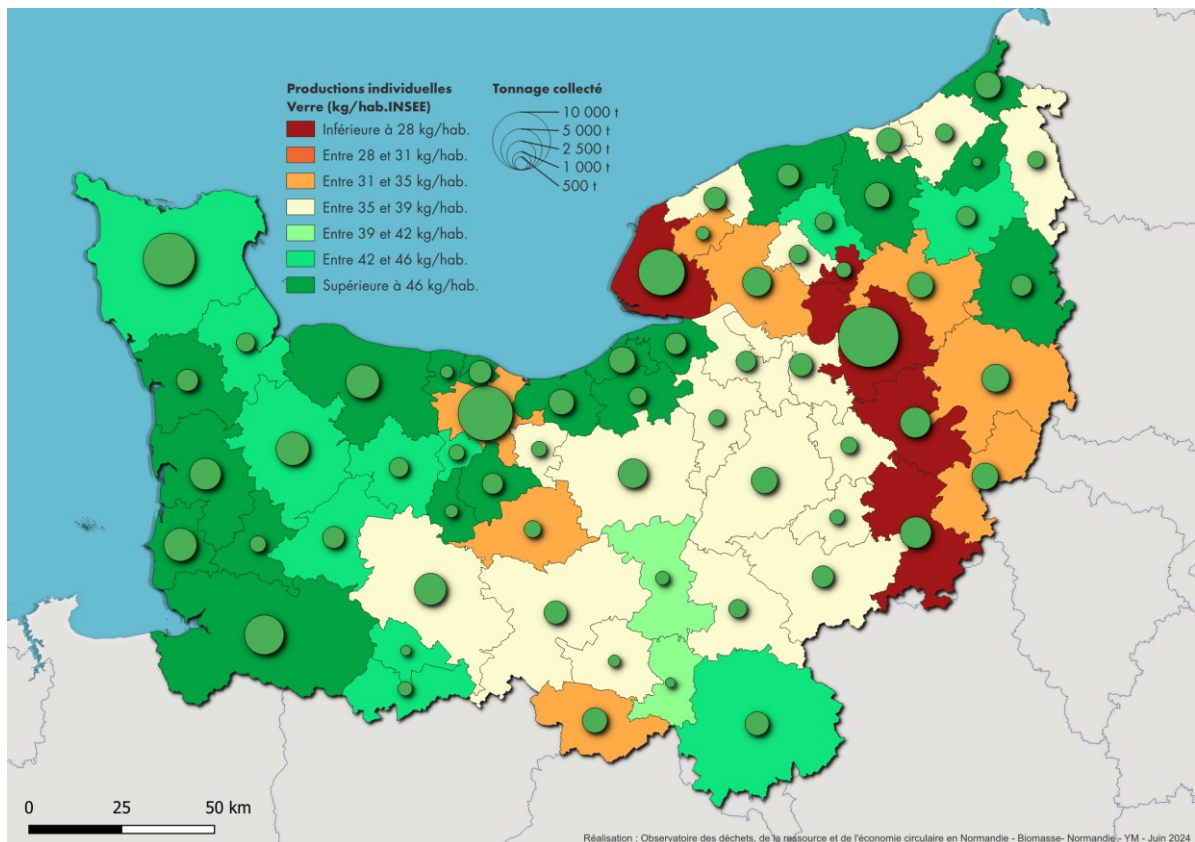 Productions individuelles
Verre (kg/hab.INSEE)
Inférieure à 28 kg/hab.
Entre 28 et 31 kg/hab.
Entre 31 et 35 kg/hab.
Entre 35 et 39 kg/hab.
Entre 39 et 42 kg/hab.
Entre 42 et 46 kg/hab.
Supérieure à 46 kg/hab.
Tonnage collecté
10 000 t
5 000 t
2 500 t
1 000 t
500 t
0 25 50 km
Réalisation : Observatoire des déchets, de la ressource et de l'économie circulaire en Normandie - Biomasse- Normandie - YM - Juin 2024